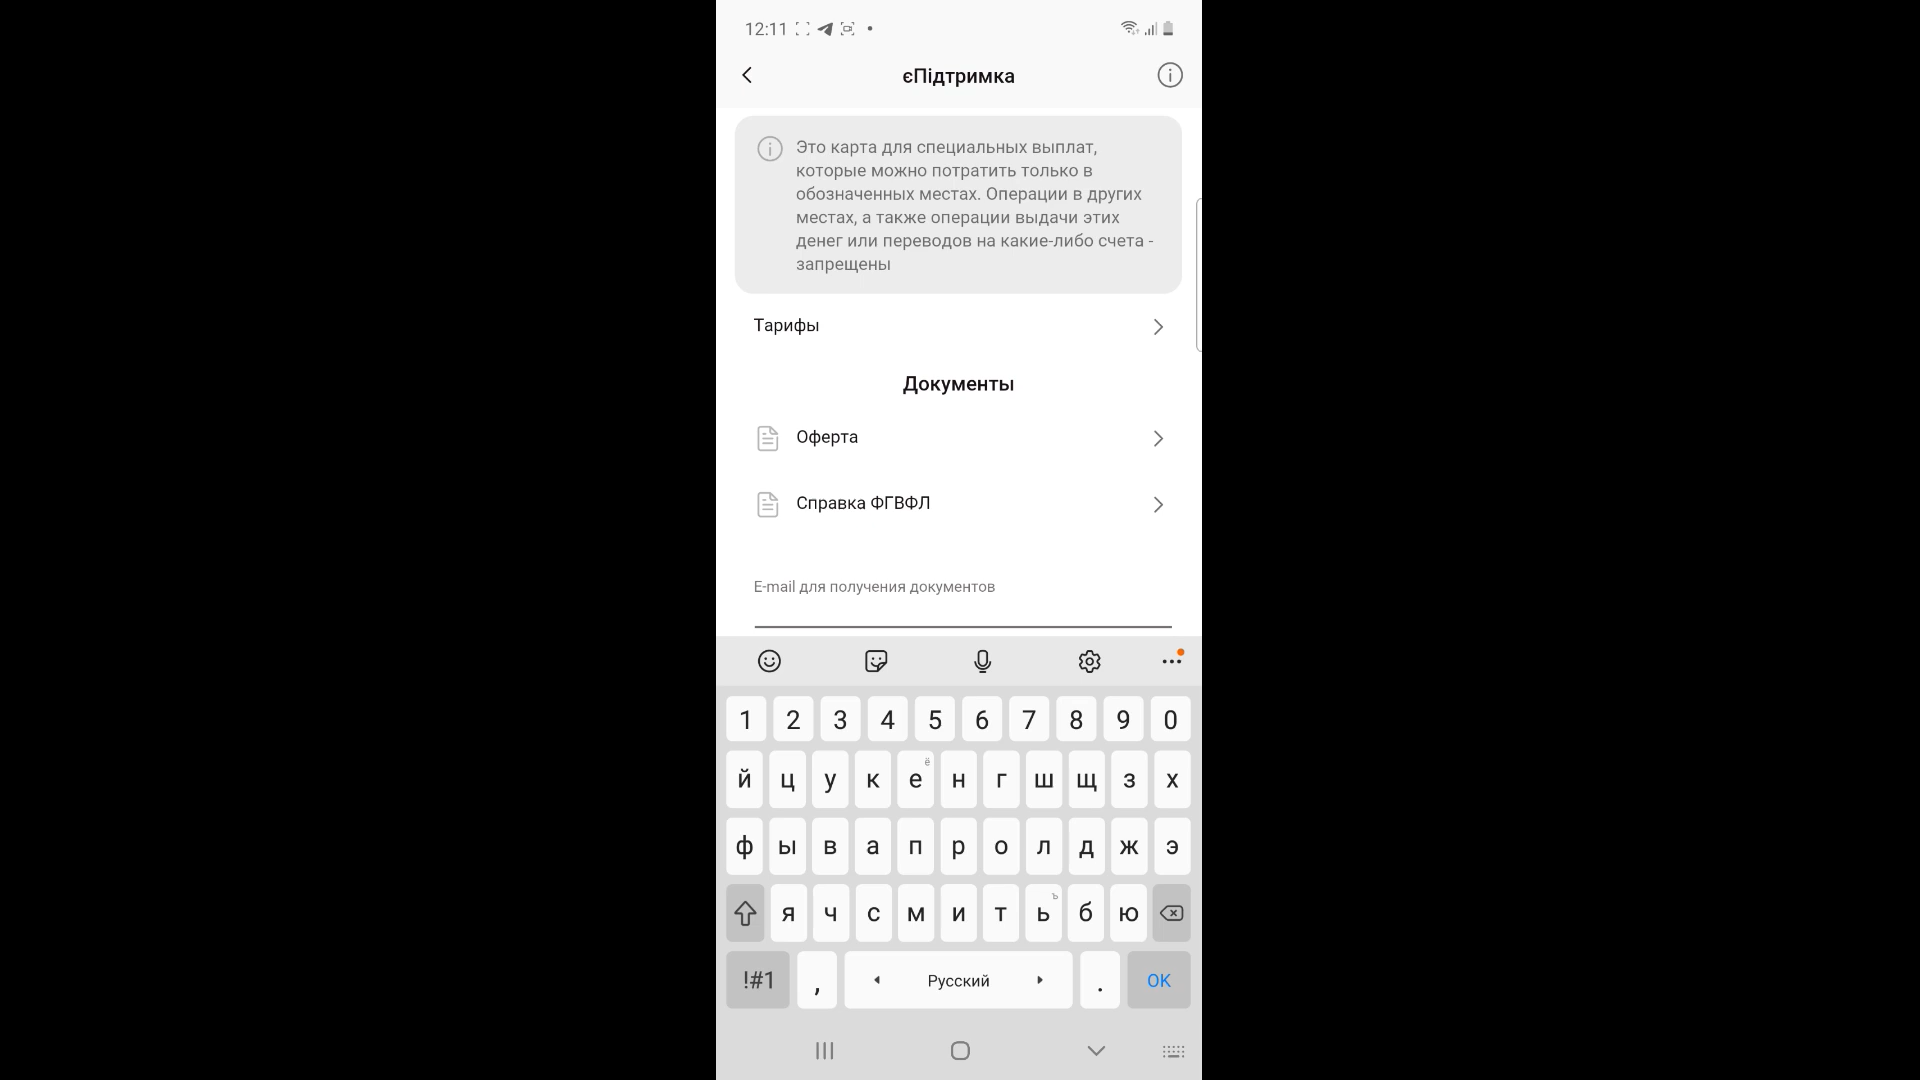 12:11
єПідтримка
Это карта для специальных выплат,
которые можно потратить только в
обозначенных местах. Операции в других
местах, а также операции выдачи этих
денег или переводов на какие-либо счета -
запрещены
Тарифы
Документы
Оферта
Справка ФГВФЛ
E-mail для получения документов
1 2 3 4 5 6 7 8 9 0
й ц у к е ё н г ш щ з х
ф ы в а п р о л д ж э
я ч с м и т ь ъ б ю
!#1 , Русский . OK